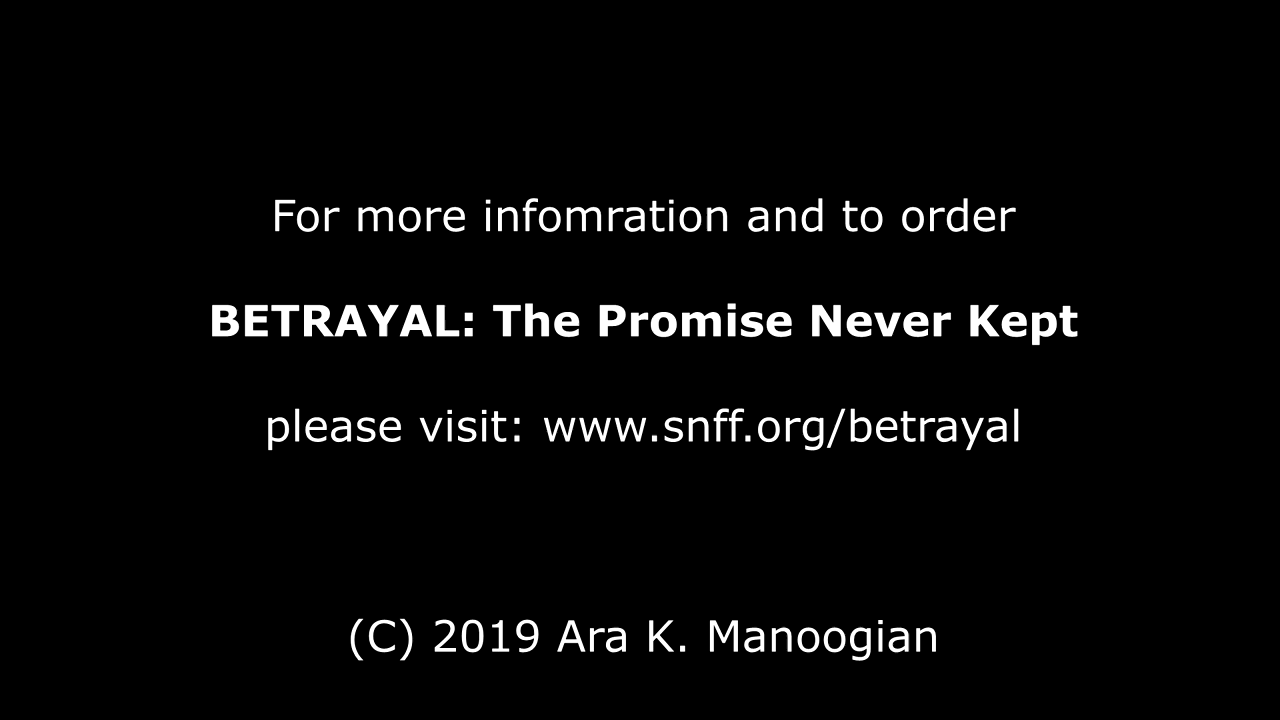 For more infomration and to order
BETRAYAL: The Promise Never Kept
please visit: www.snff.org/betrayal
(C) 2019 Ara K. Manoogian